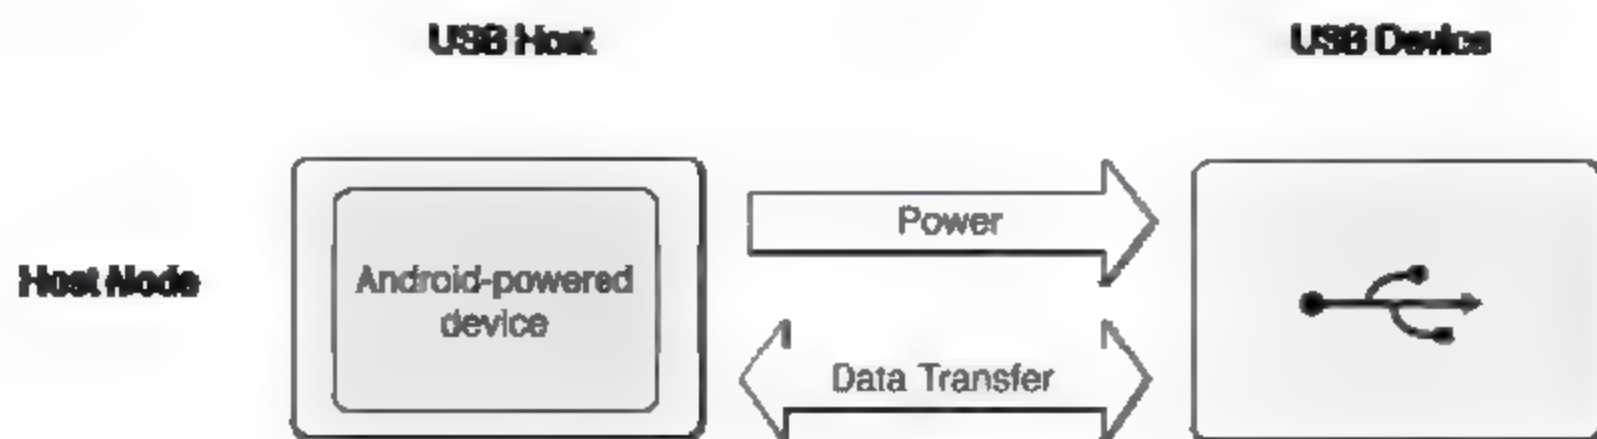 USB Host
USB Device
Host Mode
Android-powered
device
Power
Data Transfer